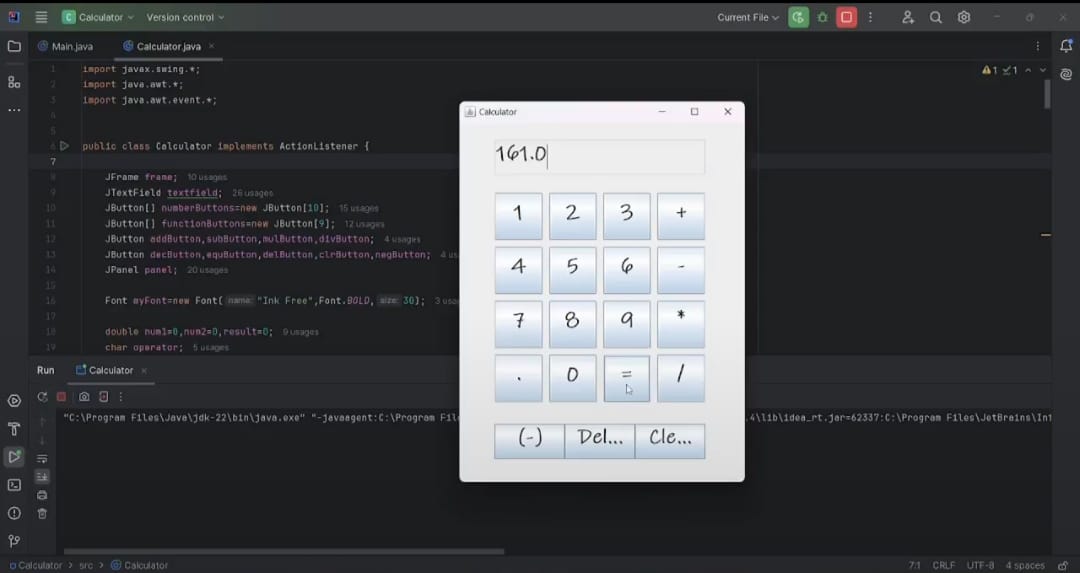 C Calculator Version control Current File
Main.java Calculator.java
1 import javax.swing.*;
2 import java.awt.*;
3 import java.awt.event.*;
4
5
6 public class Calculator implements ActionListener {
7
8 JFrame frame; 10 usages
9 JTextField textfield; 26 usages
10 JButton[] numberButtons=new JButton[10]; 15 usages
11 JButton[] functionButtons=new JButton[9]; 12 usages
12 JButton addButton,subButton,mulButton,divButton; 4 usages
13 JButton decButton,equButton,delButton,clrButton,negButton; 4 us
14 JPanel panel; 20 usages
15
16 Font myFont=new Font( name: "Ink Free",Font.BOLD, size: 30); 3 usa
17
18 double num1=0,num2=0,result=0; 9 usages
19 char operator; 5 usages
1 1
Calculator
161.0
1 2 3 +
4 5 6 -
7 8 9 *
. 0 = /
(-) Del... Cle...
Run Calculator
"C:\Program Files\Java\jdk-22\bin\java.exe" "-javaagent:C:\Program Fil .4\lib\idea_rt.jar=62337:C:\Program Files\JetBrains\Int
Calculator > src > Calculator 7:1 CRLF UTF-8 4 spaces